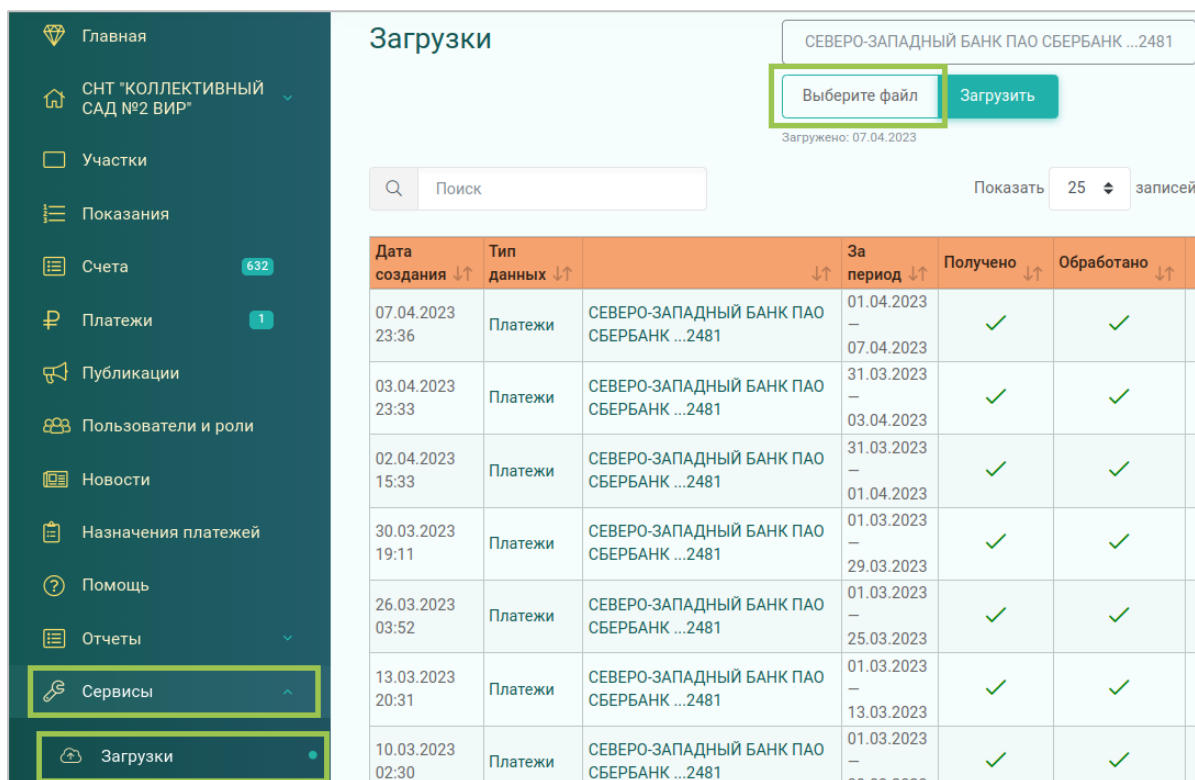 Главная
СНТ "КОЛЛЕКТИВНЫЙ
САД №2 ВИР"
Участки
Показания
Счета 632
Платежи 1
Публикации
Пользователи и роли
Новости
Назначения платежей
Помощь
Отчеты
Сервисы
Загрузки
Загрузки
СЕВЕРО-ЗАПАДНЫЙ БАНК ПАО СБЕРБАНК ...2481
Выберите файл Загрузить
Загружено: 07.04.2023
Поиск
Показать 25 записей
Дата Тип За
создания данных период Получено Обработано
07.04.2023 23:36 Платежи СЕВЕРО-ЗАПАДНЫЙ БАНК ПАО СБЕРБАНК ...2481 01.04.2023 – 07.04.2023
03.04.2023 23:33 Платежи СЕВЕРО-ЗАПАДНЫЙ БАНК ПАО СБЕРБАНК ...2481 31.03.2023 – 03.04.2023
02.04.2023 15:33 Платежи СЕВЕРО-ЗАПАДНЫЙ БАНК ПАО СБЕРБАНК ...2481 31.03.2023 – 01.04.2023
30.03.2023 19:11 Платежи СЕВЕРО-ЗАПАДНЫЙ БАНК ПАО СБЕРБАНК ...2481 01.03.2023 – 29.03.2023
26.03.2023 03:52 Платежи СЕВЕРО-ЗАПАДНЫЙ БАНК ПАО СБЕРБАНК ...2481 01.03.2023 – 25.03.2023
13.03.2023 20:31 Платежи СЕВЕРО-ЗАПАДНЫЙ БАНК ПАО СБЕРБАНК ...2481 01.03.2023 – 13.03.2023
10.03.2023 02:30 Платежи СЕВЕРО-ЗАПАДНЫЙ БАНК ПАО СБЕРБАНК ...2481 01.03.2023 –